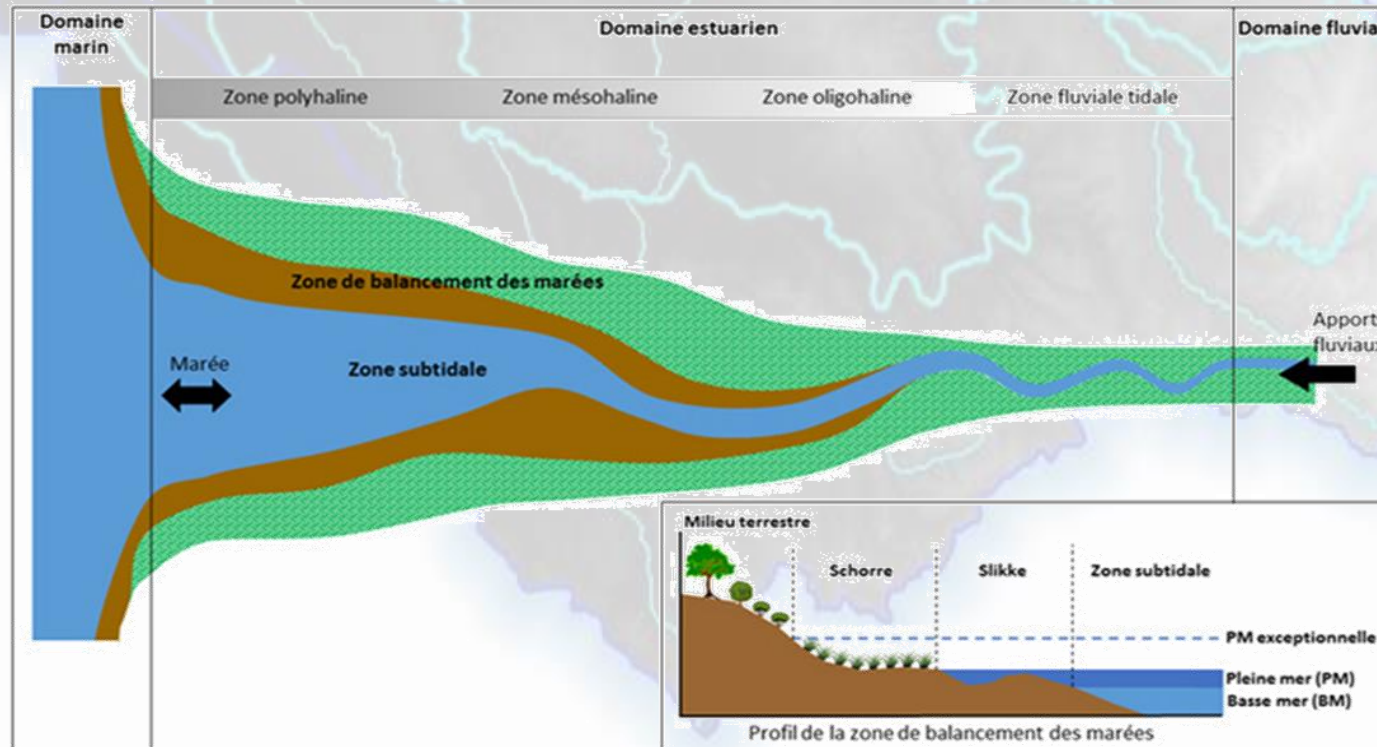 Domaine
marin
Domaine estuarien
Domaine fluvia
Zone polyhaline
Zone mésohaline
Zone oligohaline
Zone fluviale tidale
Zone de balancement des marées
Marée
Zone subtidale
Apport
fluviaux
Milieu terrestre
Schorre
Slikke
Zone subtidale
PM exceptionnelle
Pleine mer (PM)
Basse mer (BM)
Profil de la zone de balancement des marées